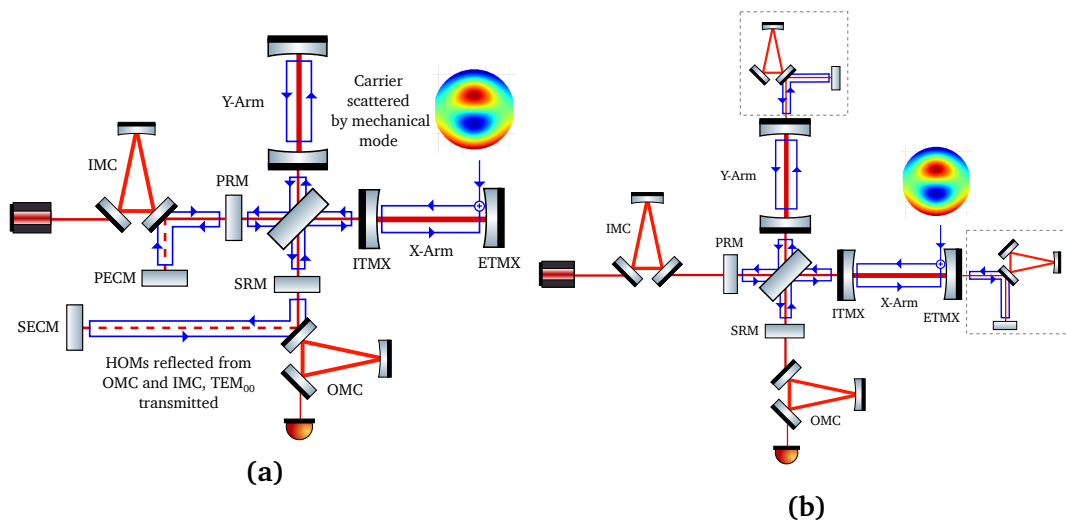 Y-Arm
Carrier
scattered
by mechanical
mode
IMC
PRM
ITMX
X-Arm
ETMX
PECM
SRM
SECM
HOMs reflected from
OMC and IMC, TEM₀₀
transmitted
OMC
(a)
Y-Arm
IMC
PRM
ITMX
X-Arm
ETMX
SRM
OMC
(b)